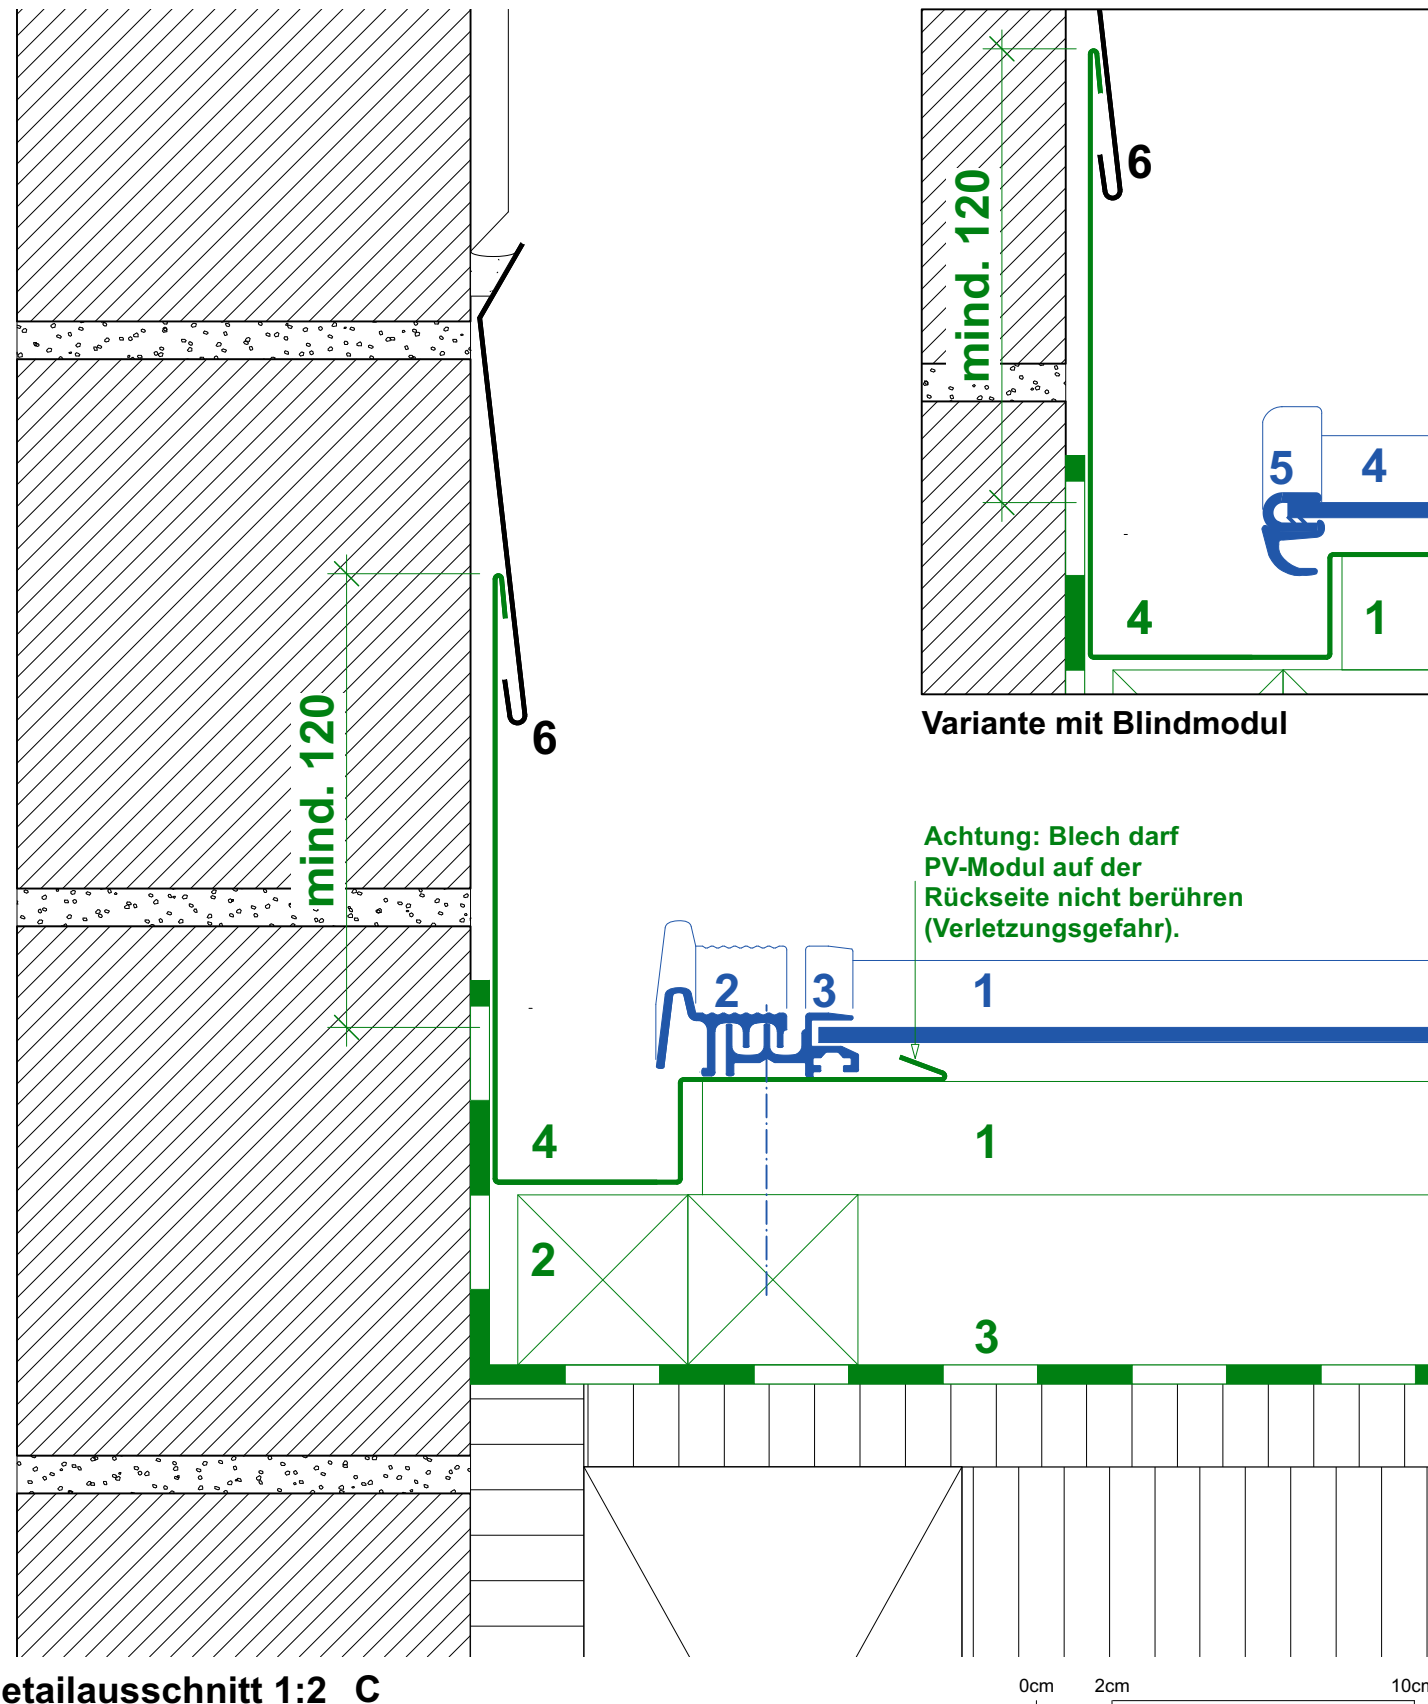 mind. 120
6
5
4
4
1
Variante mit Blindmodul
6
mind. 120
Achtung: Blech darf
PV-Modul auf der
Rückseite nicht berühren
(Verletzungsgefahr).
2
3
1
4
1
2
3
etailausschnitt 1:2 C
0cm
2cm
10cm